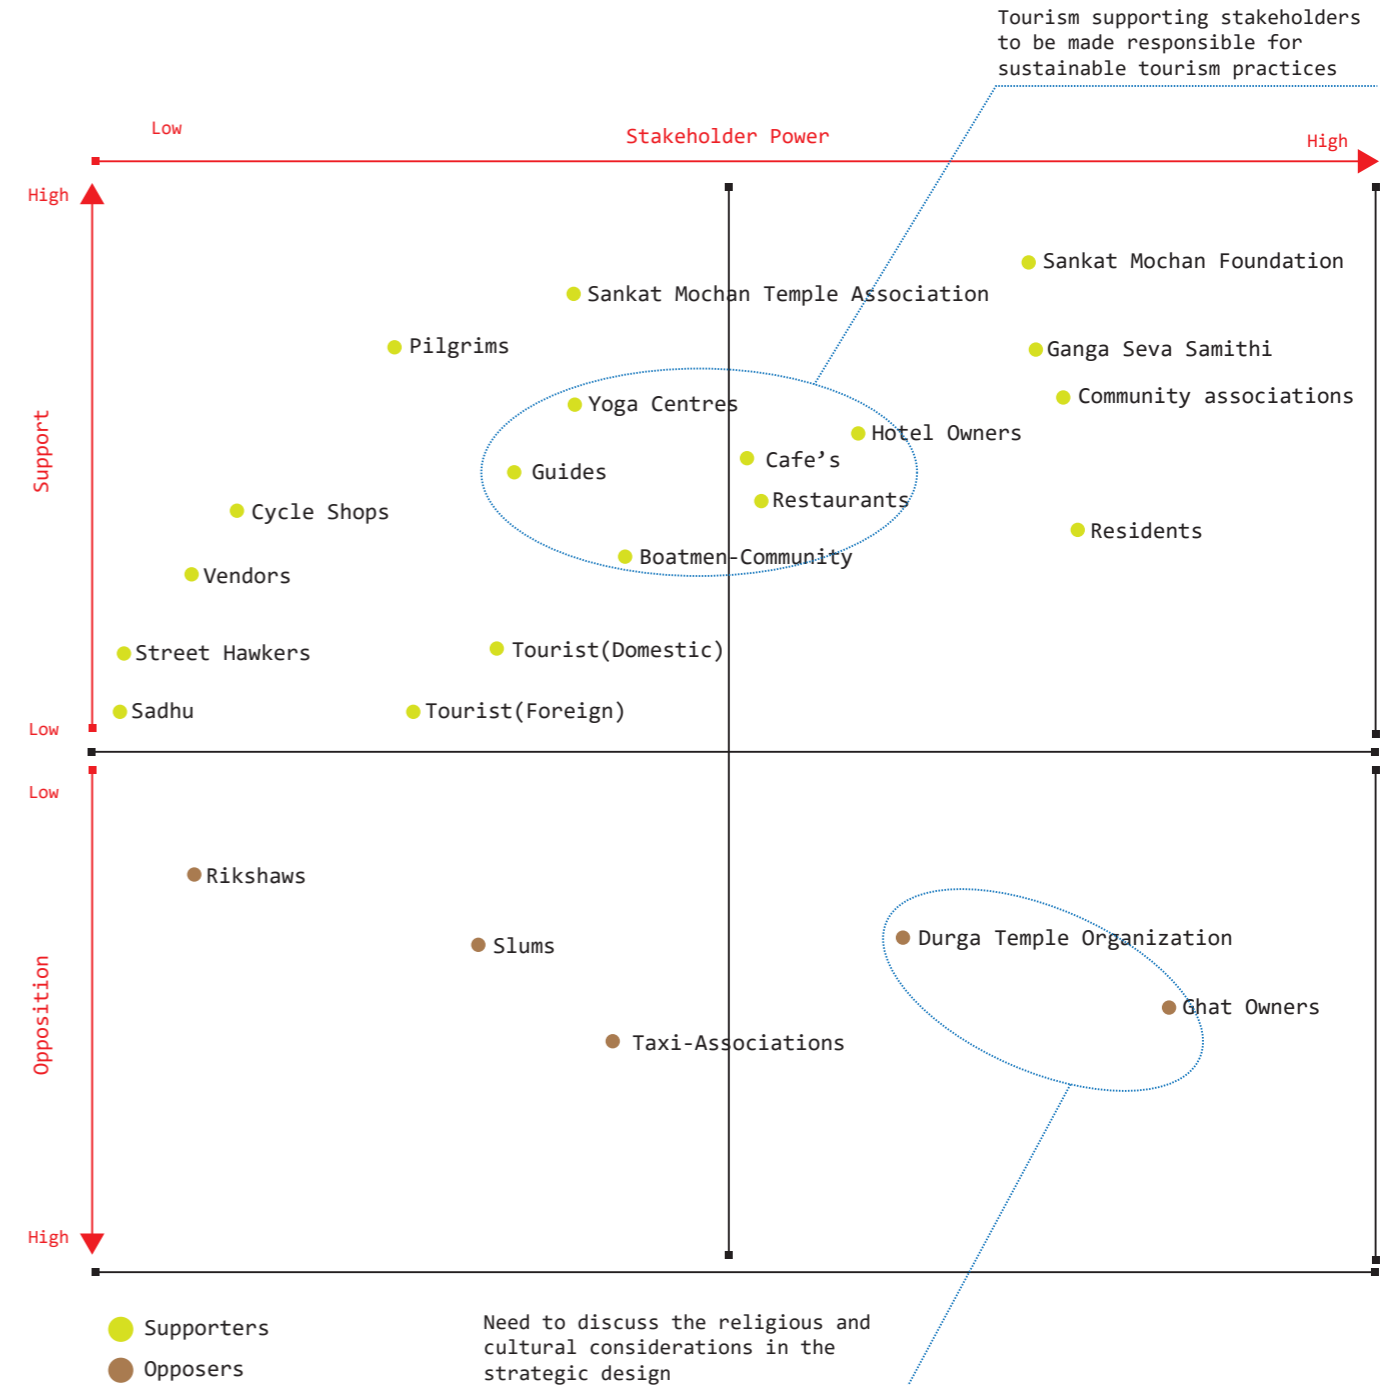 Tourism supporting stakeholders
to be made responsible for
sustainable tourism practices
Low
Stakeholder Power
High
High
Sankat Mochan Foundation
Sankat Mochan Temple Association
Pilgrims
Ganga Seva Samithi
Community associations
Yoga Centres
Hotel Owners
Support
Cafe’s
Guides
Restaurants
Cycle Shops
Residents
Boatmen-Community
Vendors
Street Hawkers
Tourist(Domestic)
Sadhu
Tourist(Foreign)
Low
Low
Rikshaws
Durga Temple Organization
Slums
Ghat Owners
Opposition
Taxi-Associations
High
Supporters
Opposers
Need to discuss the religious and
cultural considerations in the
strategic design